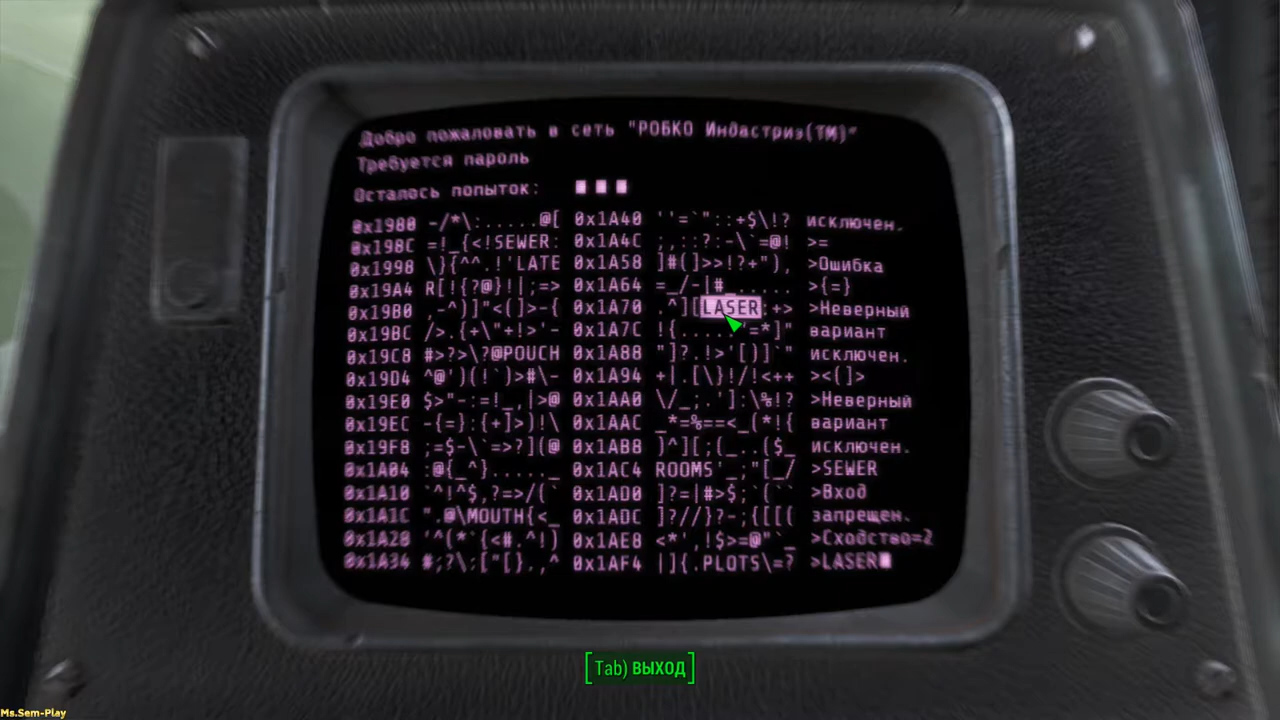 Добро пожаловать в сеть "РОБКО Индастриз(ТМ)"
Требуется пароль
Осталось попыток: ■ ■ ■
0x1980 -/*\:.....@[ 0x1A40 ''=`"::+$\!? исключен.
0x198C =!_{<!SEWER: 0x1A4C ;,::?:-\`=@! >=
0x1998 \}{^^.!'LATE 0x1A58 ]#(]>>!?+"), >Ошибка
0x19A4 R[!{?@}!|;=> 0x1A64 =_/-|#...... >{=}
0x19B0 ,-^)]"<(]>-{ 0x1A70 .^][LASER:+> >Неверный
0x19BC />.{+\"+!>'- 0x1A7C !{.....'=*]" вариант
0x19C8 #>?>\?@POUCH 0x1A88 "]?.!>'[)]`" исключен.
0x19D4 ^@')(!`)>#\- 0x1A94 +|.[\}!/!<++ ><(]>
0x19E0 $>"-:=!_,|>@ 0x1AA0 \/_;.']:\%!? >Неверный
0x19EC -{=}:{+]>)!\ 0x1AAC _*=%==<_(*!{ вариант
0x19F8 ;=$-\`=>?](@ 0x1AB8 )^][;(_..($_ исключен.
0x1A04 :@{_^}....._ 0x1AC4 ROOMS'_;"[_/ >SEWER
0x1A10 `^!^$,?=>/(` 0x1AD0 ]?=|#>$;`(`` >Вход
0x1A1C ".@\MOUTH{<_ 0x1ADC ]?//}?-;{[[( запрещен.
0x1A28 '^(*`{<#.^!) 0x1AE8 <*',!$>=@"`_ >Сходство=2
0x1A34 #;?\:["[}.,^ 0x1AF4 |]{.PLOTS\=? >LASER■
[Tab) ВЫХОД]
Ms.Sem-Play